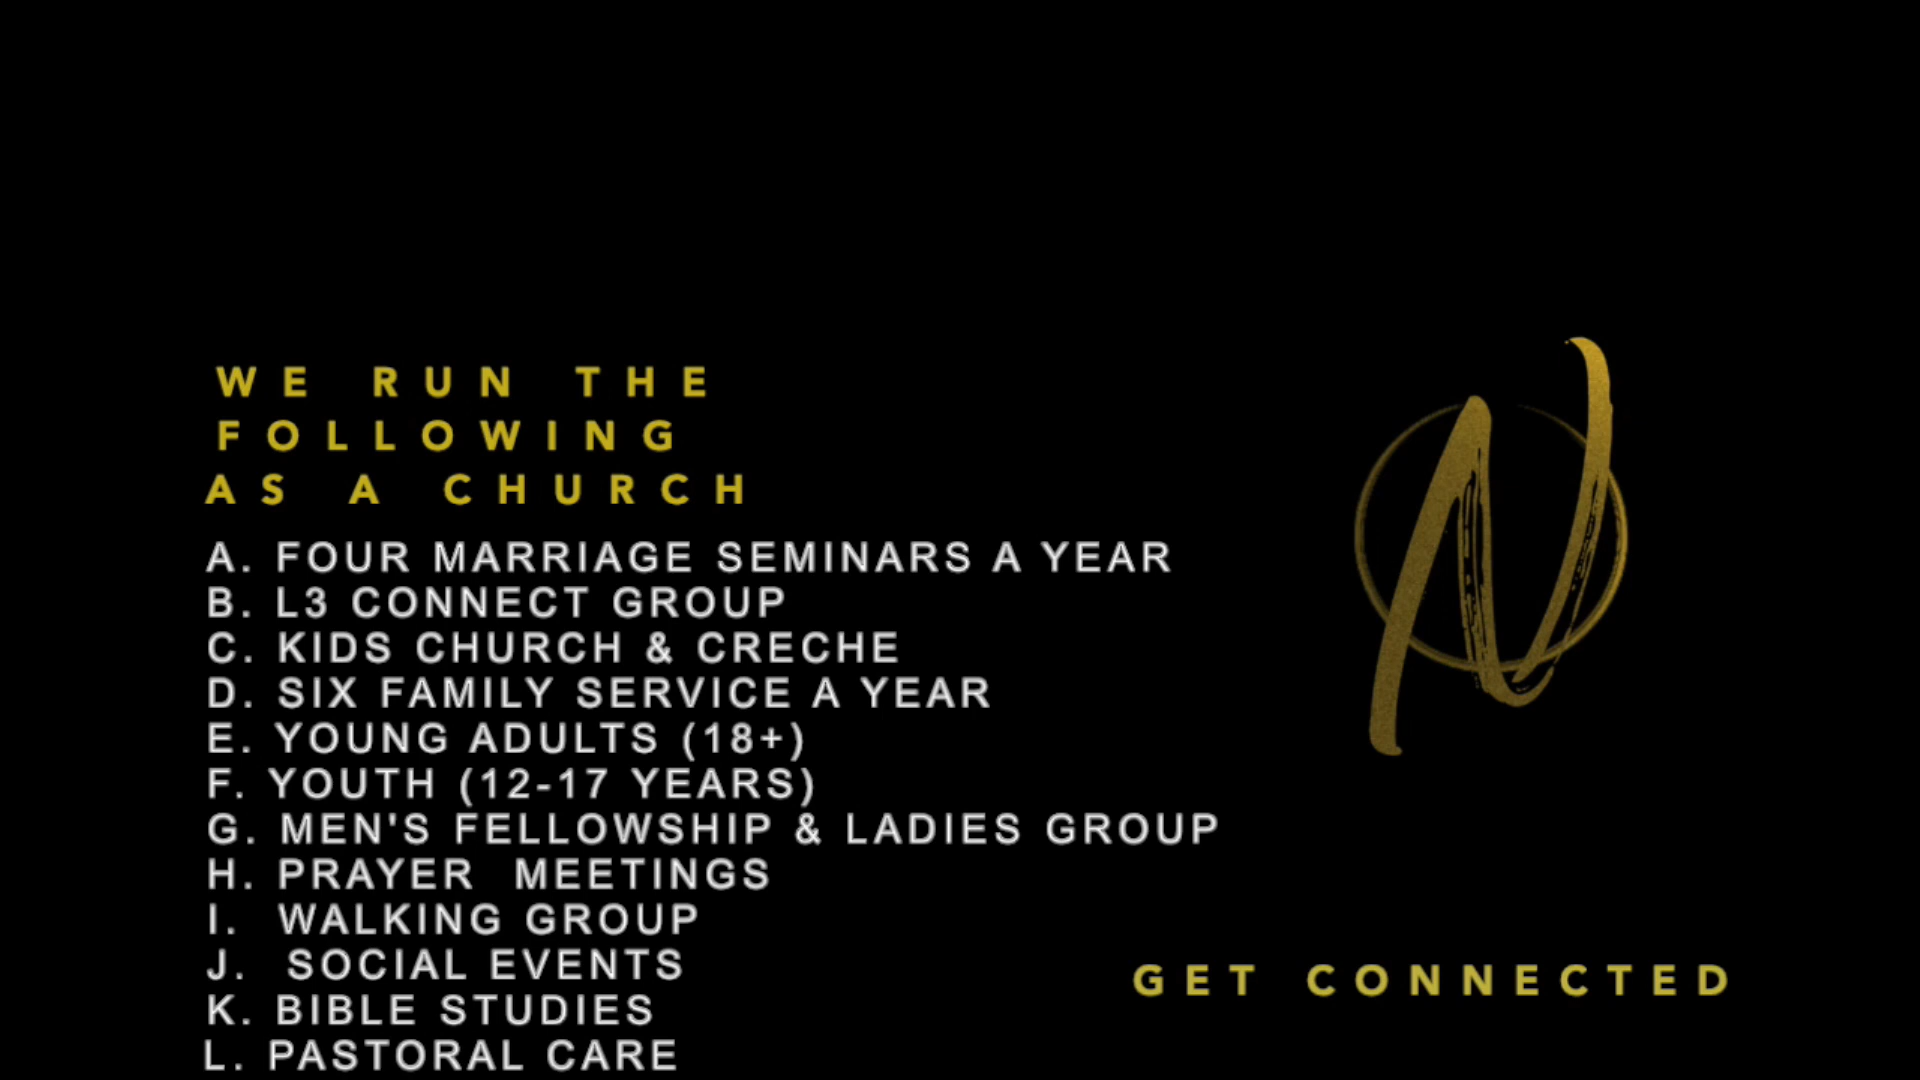 WE RUN THE
FOLLOWING
AS A CHURCH
A. FOUR MARRIAGE SEMINARS A YEAR
B. L3 CONNECT GROUP
C. KIDS CHURCH & CRECHE
D. SIX FAMILY SERVICE A YEAR
E. YOUNG ADULTS (18+)
F. YOUTH (12-17 YEARS)
G. MEN'S FELLOWSHIP & LADIES GROUP
H. PRAYER MEETINGS
I. WALKING GROUP
J. SOCIAL EVENTS
K. BIBLE STUDIES
L. PASTORAL CARE
N
GET CONNECTED